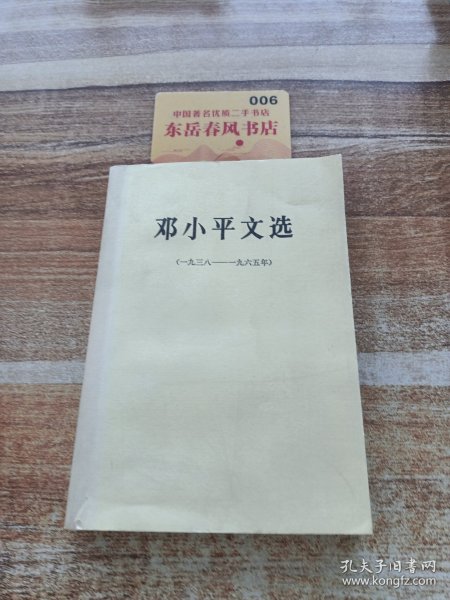 006
中国著名优质二手书店
东岳春风书店
邓小平文选
(一九三八——一九六五年)
孔夫子旧书网
www.kongfz.com